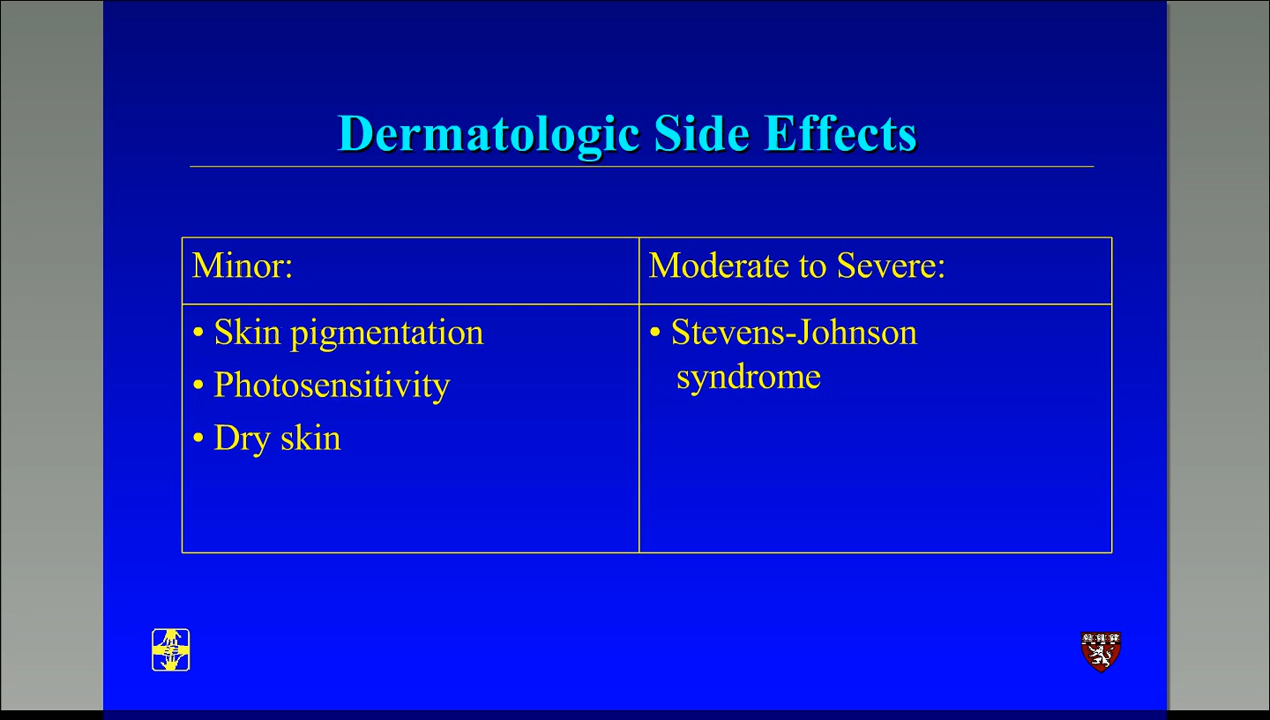 Dermatologic Side Effects
Minor:
Moderate to Severe:
• Skin pigmentation
• Photosensitivity
• Dry skin
• Stevens-Johnson
syndrome